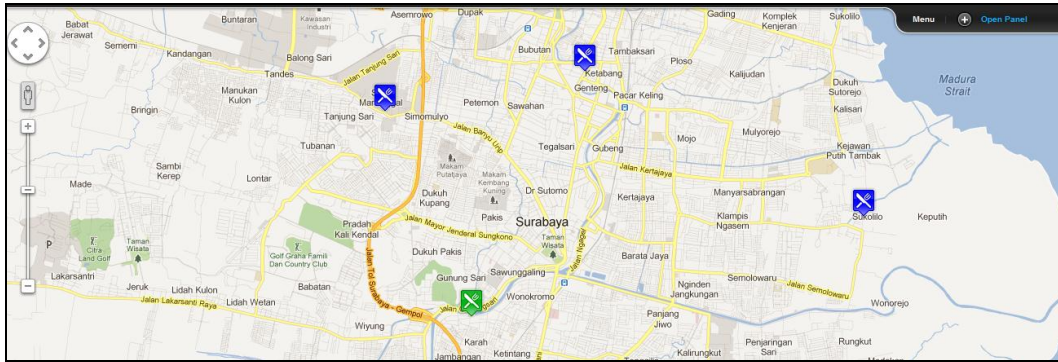 Babat
Jerawat
Buntaran
Kawasan
Industri
Asemrowo
Dupak
Gading
Komplek
Kenjeran
Sukolilo
Menu
Open Panel
Sememi
Kandangan
Balong Sari
Bubutan
Tambaksari
Ploso
Tandes
Jalan Tanjung Sari
Ketabang
Kalijudan
Madura
Strait
Manukan
Kulon
Genteng
Pacar Keling
Dukuh
Sutorejo
Bringin
Petemon
Sawahan
Kalisari
Tanjung Sari
Simomulyo
Jalan Banyu Urip
Mojo
Mulyorejo
Tubanan
Tegalsari
Gubeng
Kejawan
Putih Tambak
Sambi
Kerep
Makam
Putatjaya
Jalan Kertajaya
Made
Lontar
Makam
Kembang
Kuning
Dukuh
Kupang
Dr Sutomo
Kertajaya
Manyarsabrangan
Pradah
Kali Kendal
Jalan Mayor Jenderal Sungkono
Pakis
Surabaya
Klampis
Ngasem
Sukolilo
Keputih
P
Citra
Land Golf
Taman
Wisata
Golf Graha Famili
Dan Country Club
Dukuh Pakis
Taman
Wisata
Jalan Ngagel
Barata Jaya
Lakarsantri
Jeruk
Lidah Kulon
Babatan
Jalan Tol Surabaya - Gempol
Gunung Sari
Sawunggaling
Nginden
Jangkungan
Semolowaru
Jalan Semolowaru
Jalan Lakarsanti Raya
Lidah Wetan
Wonokromo
Wonorejo
Wiyung
Panjang
Jiwo
Karah
Jambangan
Ketintang
Kalirungkut
Penjaringan
Sari
Rungkut